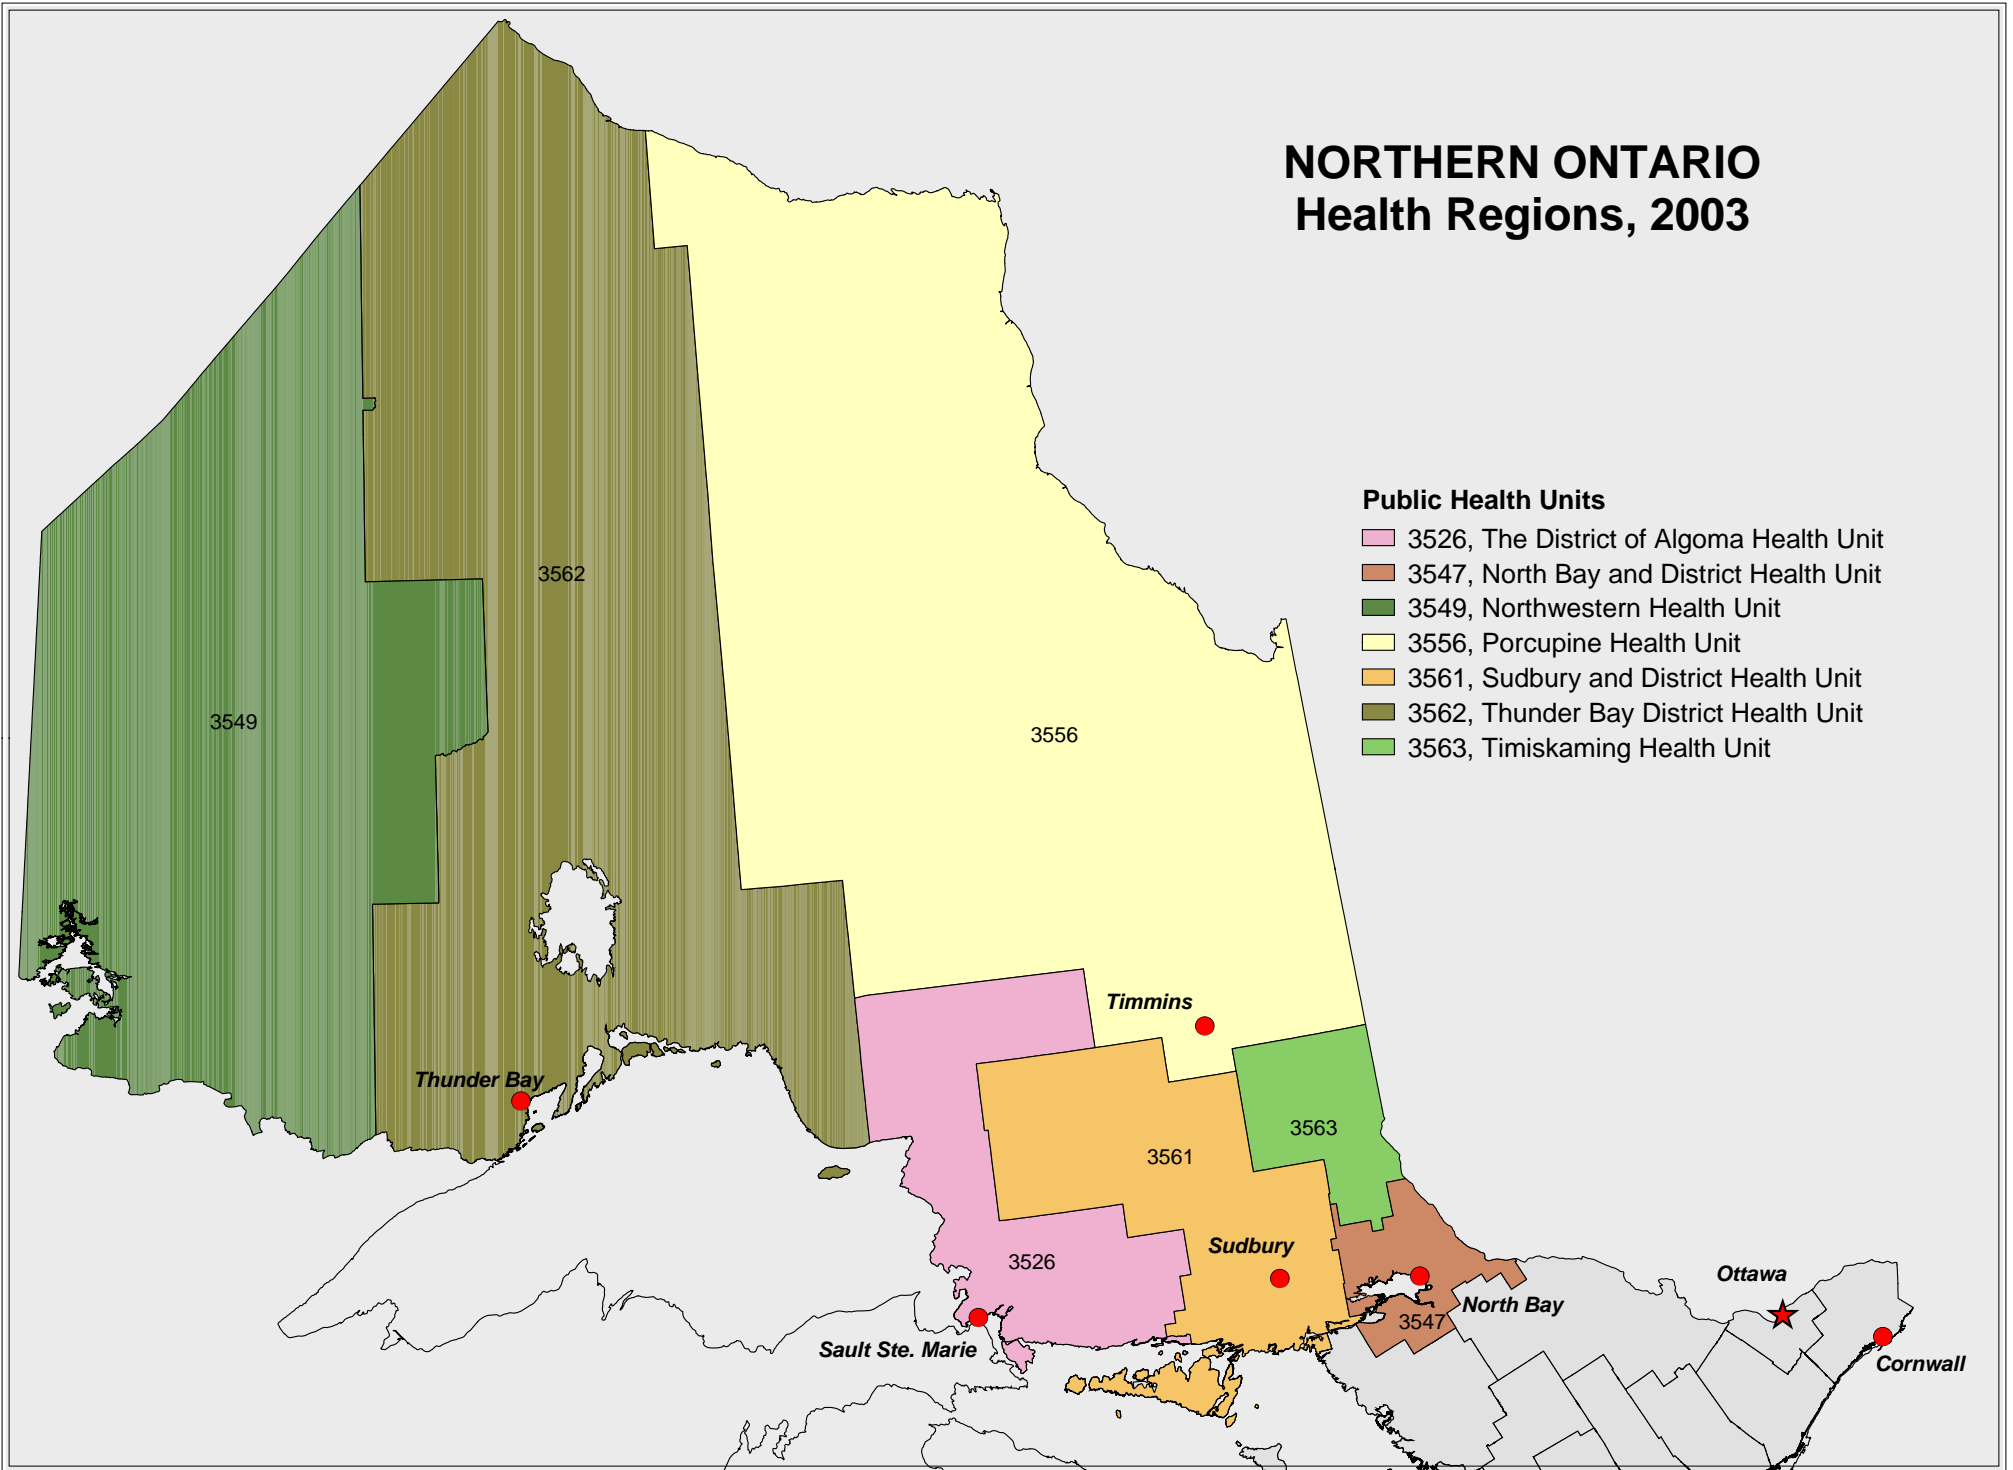 NORTHERN ONTARIO
Health Regions, 2003
Public Health Units
3526, The District of Algoma Health Unit
3547, North Bay and District Health Unit
3549, Northwestern Health Unit
3556, Porcupine Health Unit
3561, Sudbury and District Health Unit
3562, Thunder Bay District Health Unit
3563, Timiskaming Health Unit
3562
3549
3556
Timmins
Thunder Bay
3563
3561
Sudbury
3526
Ottawa
North Bay
3547
Sault Ste. Marie
Cornwall